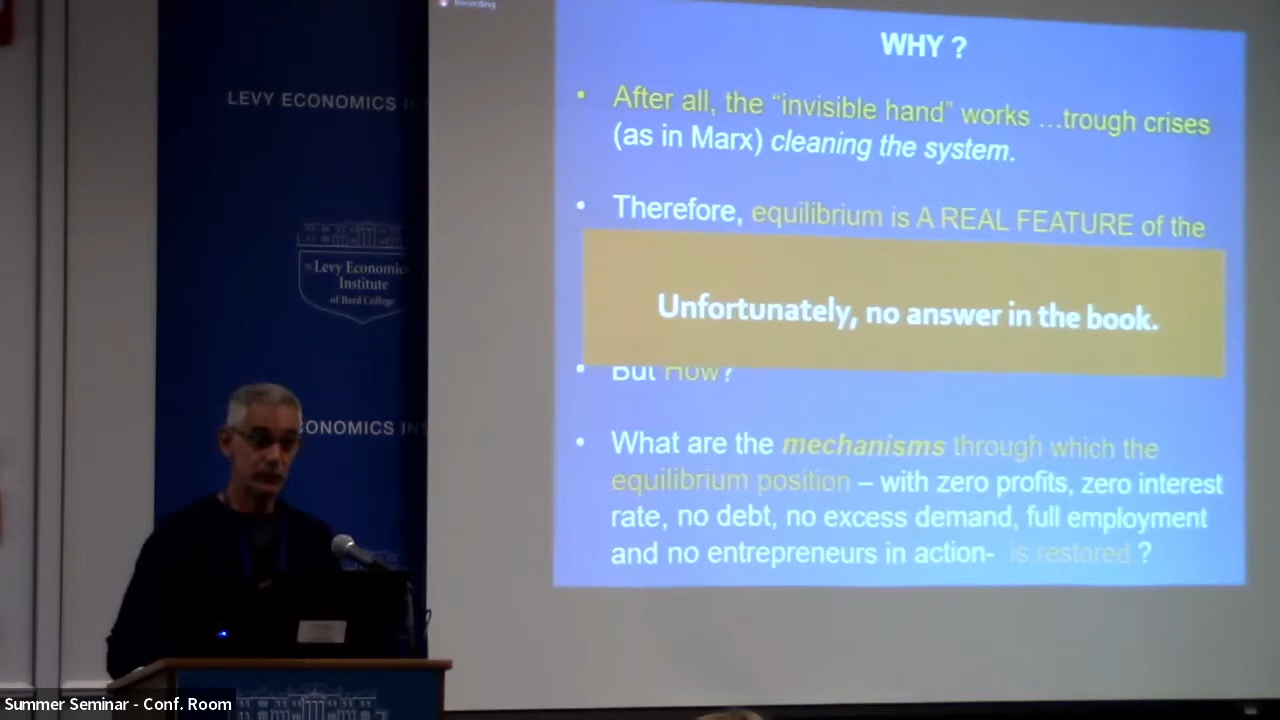 Recording
LEVY ECONOMICS
WHY ?
• After all, the “invisible hand” works …trough crises
(as in Marx) cleaning the system.
• Therefore, equilibrium is A REAL FEATURE of the
Levy Economic
Institute
of Bard College
Unfortunately, no answer in the book.
• But How?
ECONOMICS
• What are the mechanisms through which the
equilibrium position – with zero profits, zero interest
rate, no debt, no excess demand, full employment
and no entrepreneurs in action- is restored ?
Summer Seminar - Conf. Room